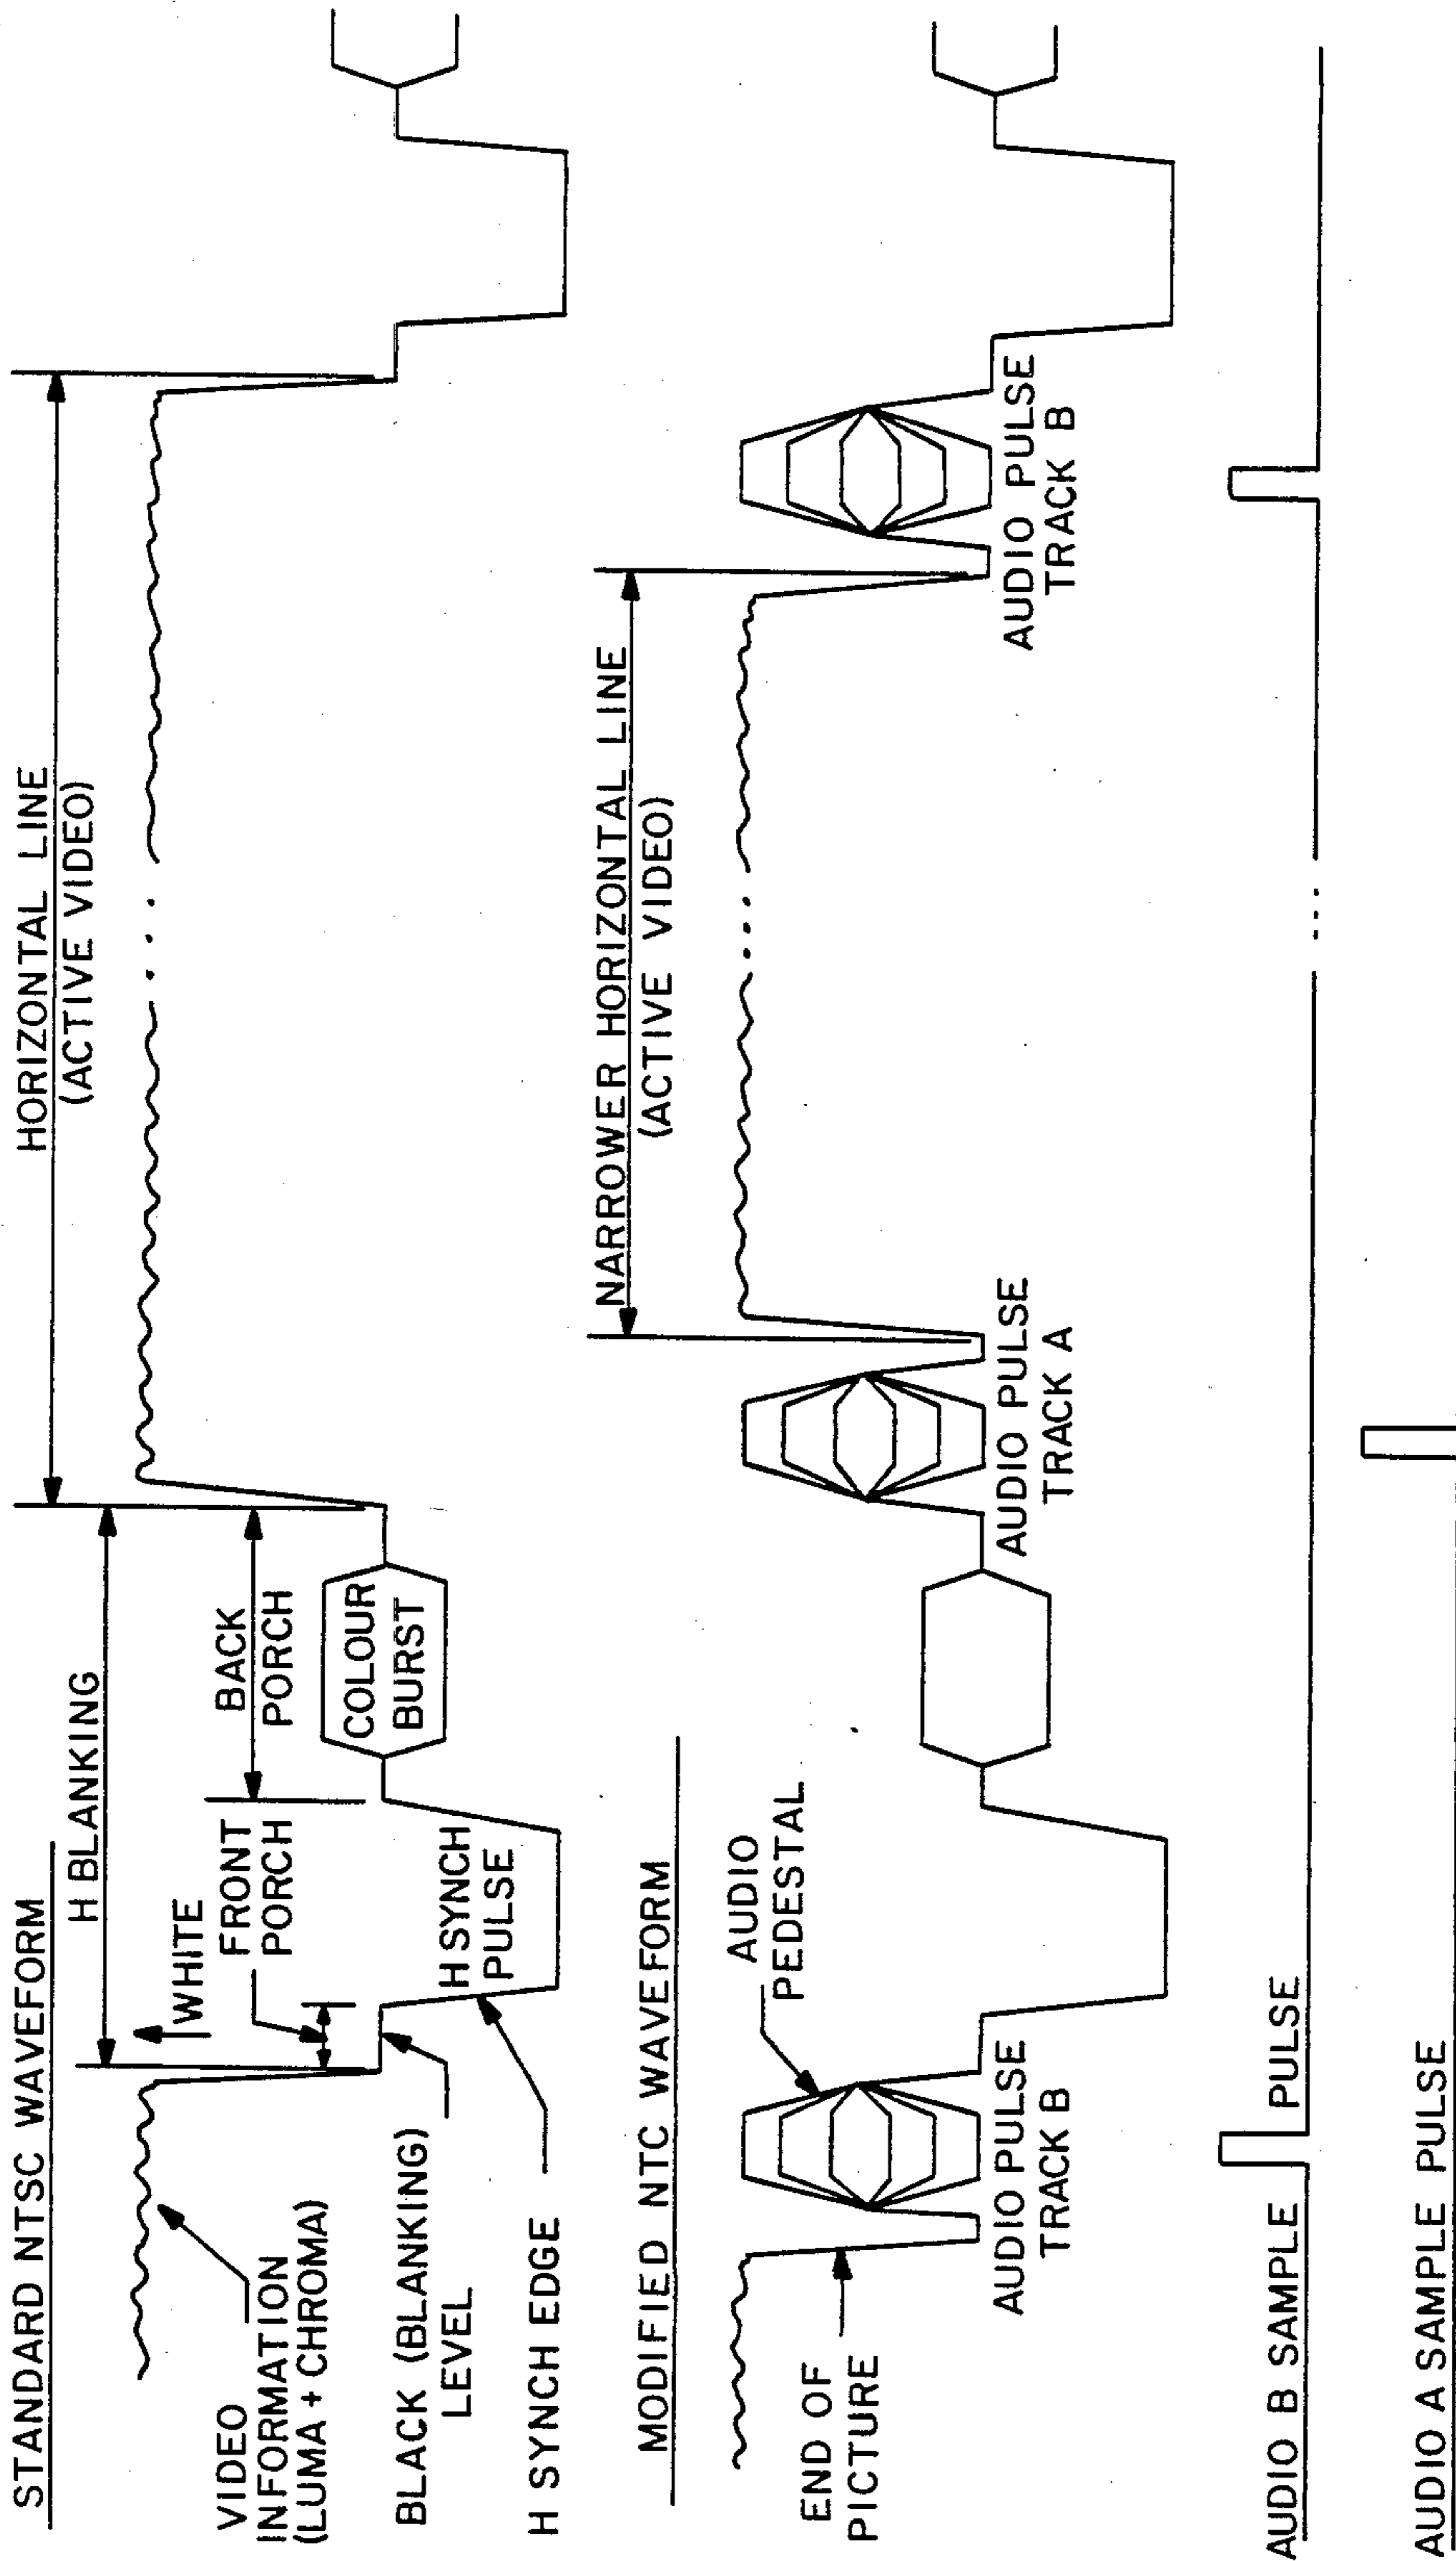 STANDARD NTSC WAVEFORM
H BLANKING
HORIZONTAL LINE
(ACTIVE VIDEO)
WHITE
FRONT
PORCH
BACK
PORCH
VIDEO
INFORMATION
(LUMA + CHROMA)
COLOUR
BURST
BLACK (BLANKING)
LEVEL
H SYNCH
PULSE
H SYNCH EDGE
MODIFIED NTC WAVEFORM
NARROWER HORIZONTAL LINE
(ACTIVE VIDEO)
AUDIO
PEDESTAL
END OF
PICTURE
AUDIO PULSE
TRACK B
AUDIO PULSE
TRACK A
AUDIO PULSE
TRACK B
AUDIO B SAMPLE PULSE
AUDIO A SAMPLE PULSE